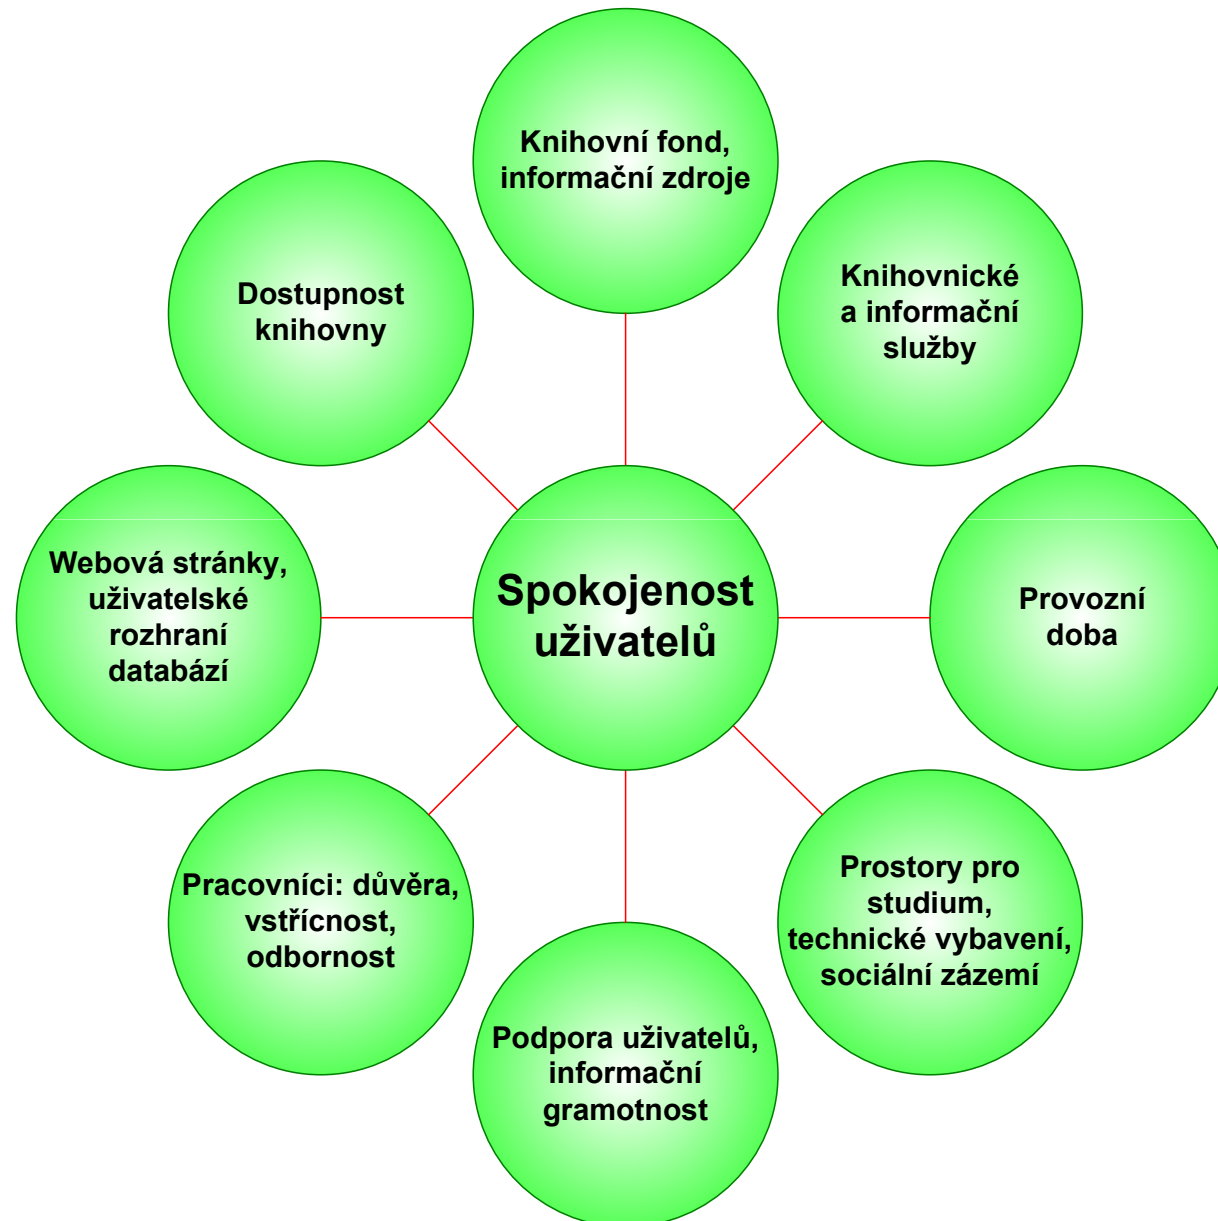 Knihovní fond,
informační zdroje
Knihovnické
a informační
služby
Provozní
doba
Prostory pro
studium,
technické vybavení,
sociální zázemí
Podpora uživatelů,
informační
gramotnost
Pracovníci: důvěra,
vstřícnost,
odbornost
Webová stránky,
uživatelské
rozhraní
databází
Dostupnost
knihovny
Spokojenost
uživatelů